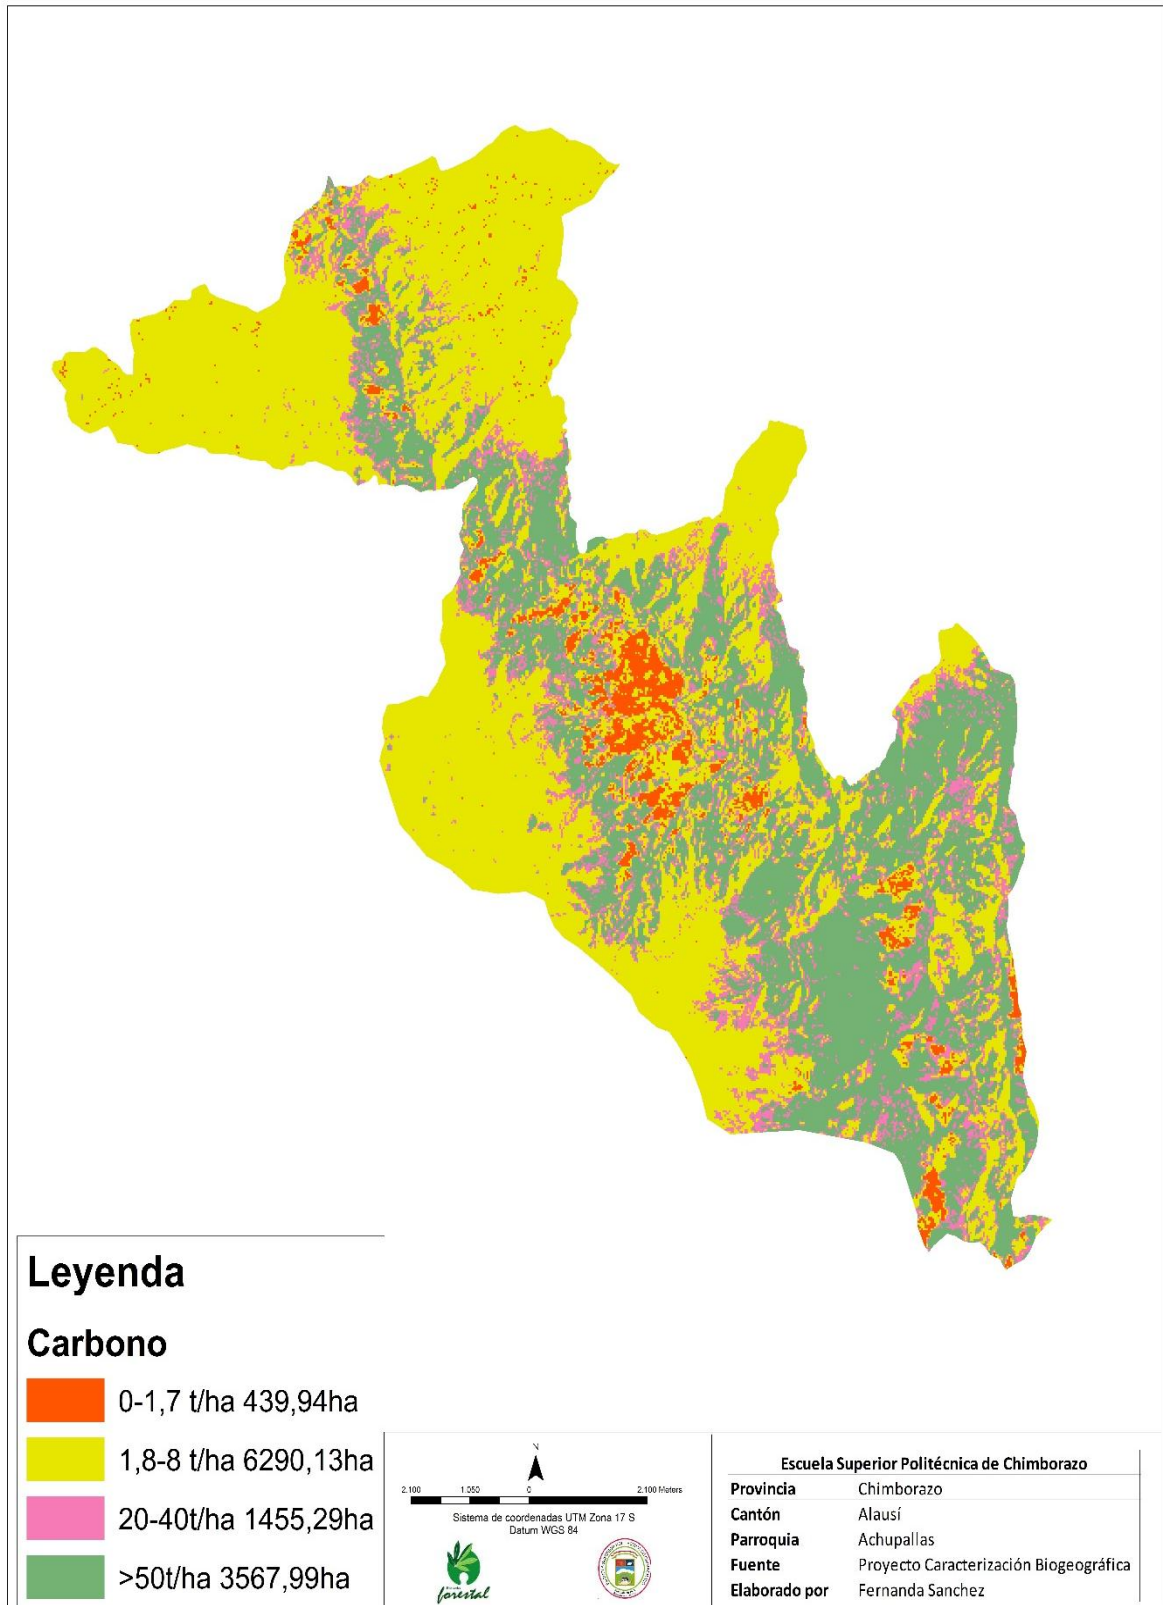 Leyenda
Carbono
0-1,7 t/ha 439,94ha
1,8-8 t/ha 6290,13ha
20-40t/ha 1455,29ha
>50t/ha 3567,99ha
N
2.100 1.050 0 2.100 Meters
Sistema de coordenadas UTM Zona 17 S
Datum WGS 84
forestal
Escuela Superior Politécnica de Chimborazo
Provincia Chimborazo
Cantón Alausí
Parroquia Achupallas
Fuente Proyecto Caracterización Biogeográfica
Elaborado por Fernanda Sanchez